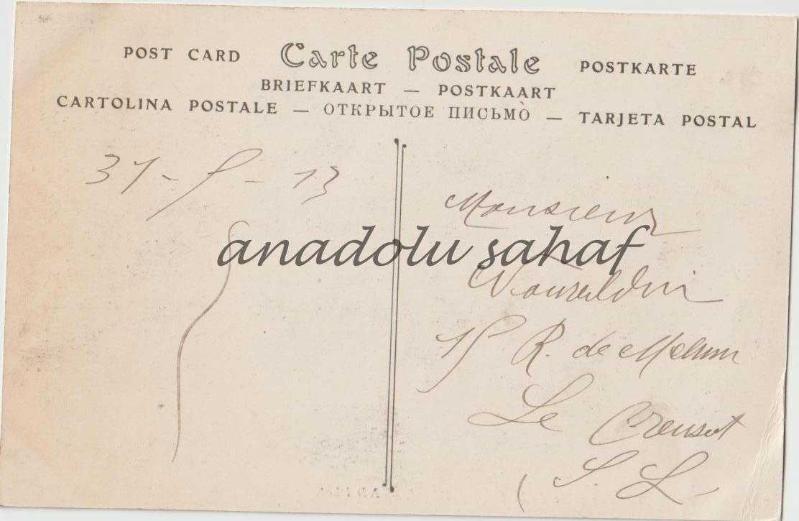 POST CARD Carte Postale POSTKARTE
BRIEFKAART — POSTKAART
CARTOLINA POSTALE — ОТКРЫТОЕ ПИСЬМО — TARJETA POSTAL
31-5-13
Monsieur
anadolu sahaf
15 R. de
Le Creusot
S. L.